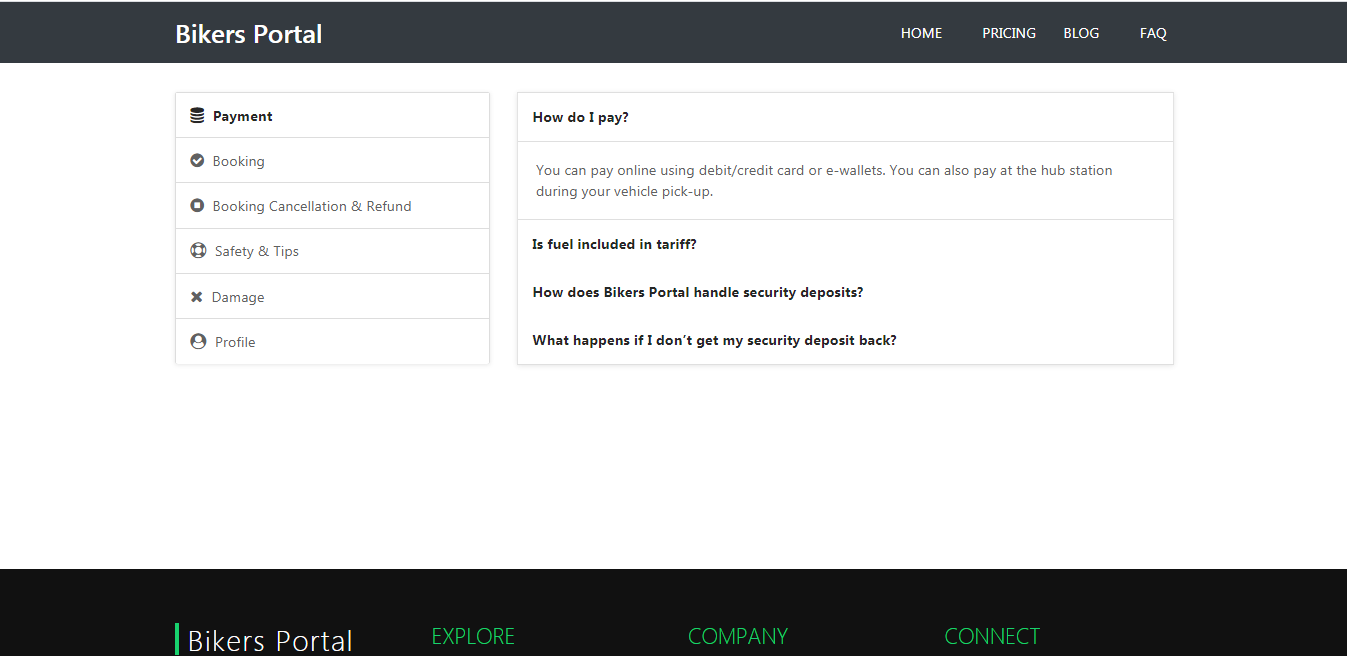 Bikers Portal
HOME PRICING BLOG FAQ
Payment
Booking
Booking Cancellation & Refund
Safety & Tips
Damage
Profile
How do I pay?
You can pay online using debit/credit card or e-wallets. You can also pay at the hub station
during your vehicle pick-up.
Is fuel included in tariff?
How does Bikers Portal handle security deposits?
What happens if I don’t get my security deposit back?
Bikers Portal
EXPLORE
COMPANY
CONNECT